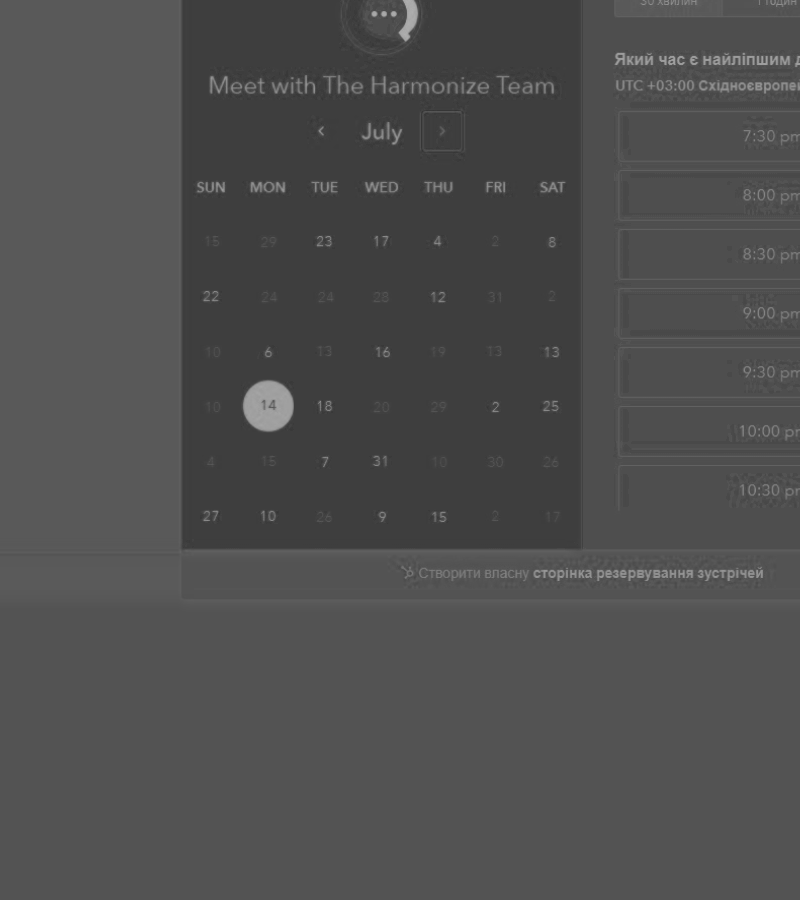 30 хвилин
1 годин
Який час є найліпшим д
Meet with The Harmonize Team
UTC +03:00 Східноєвропе
July
7:30 pm
SUN MON TUE WED THU FRI SAT
8:00 pm
15 29 23 17 4 2 8
8:30 pm
22 24 24 28 12 31 2
9:00 pm
10 6 13 16 19 13 13
9:30 pm
10 14 18 20 29 2 25
10:00 pm
4 15 7 31 10 30 26
10:30 pm
27 10 26 9 15 2 17
Створити власну сторінка резервування зустрічей